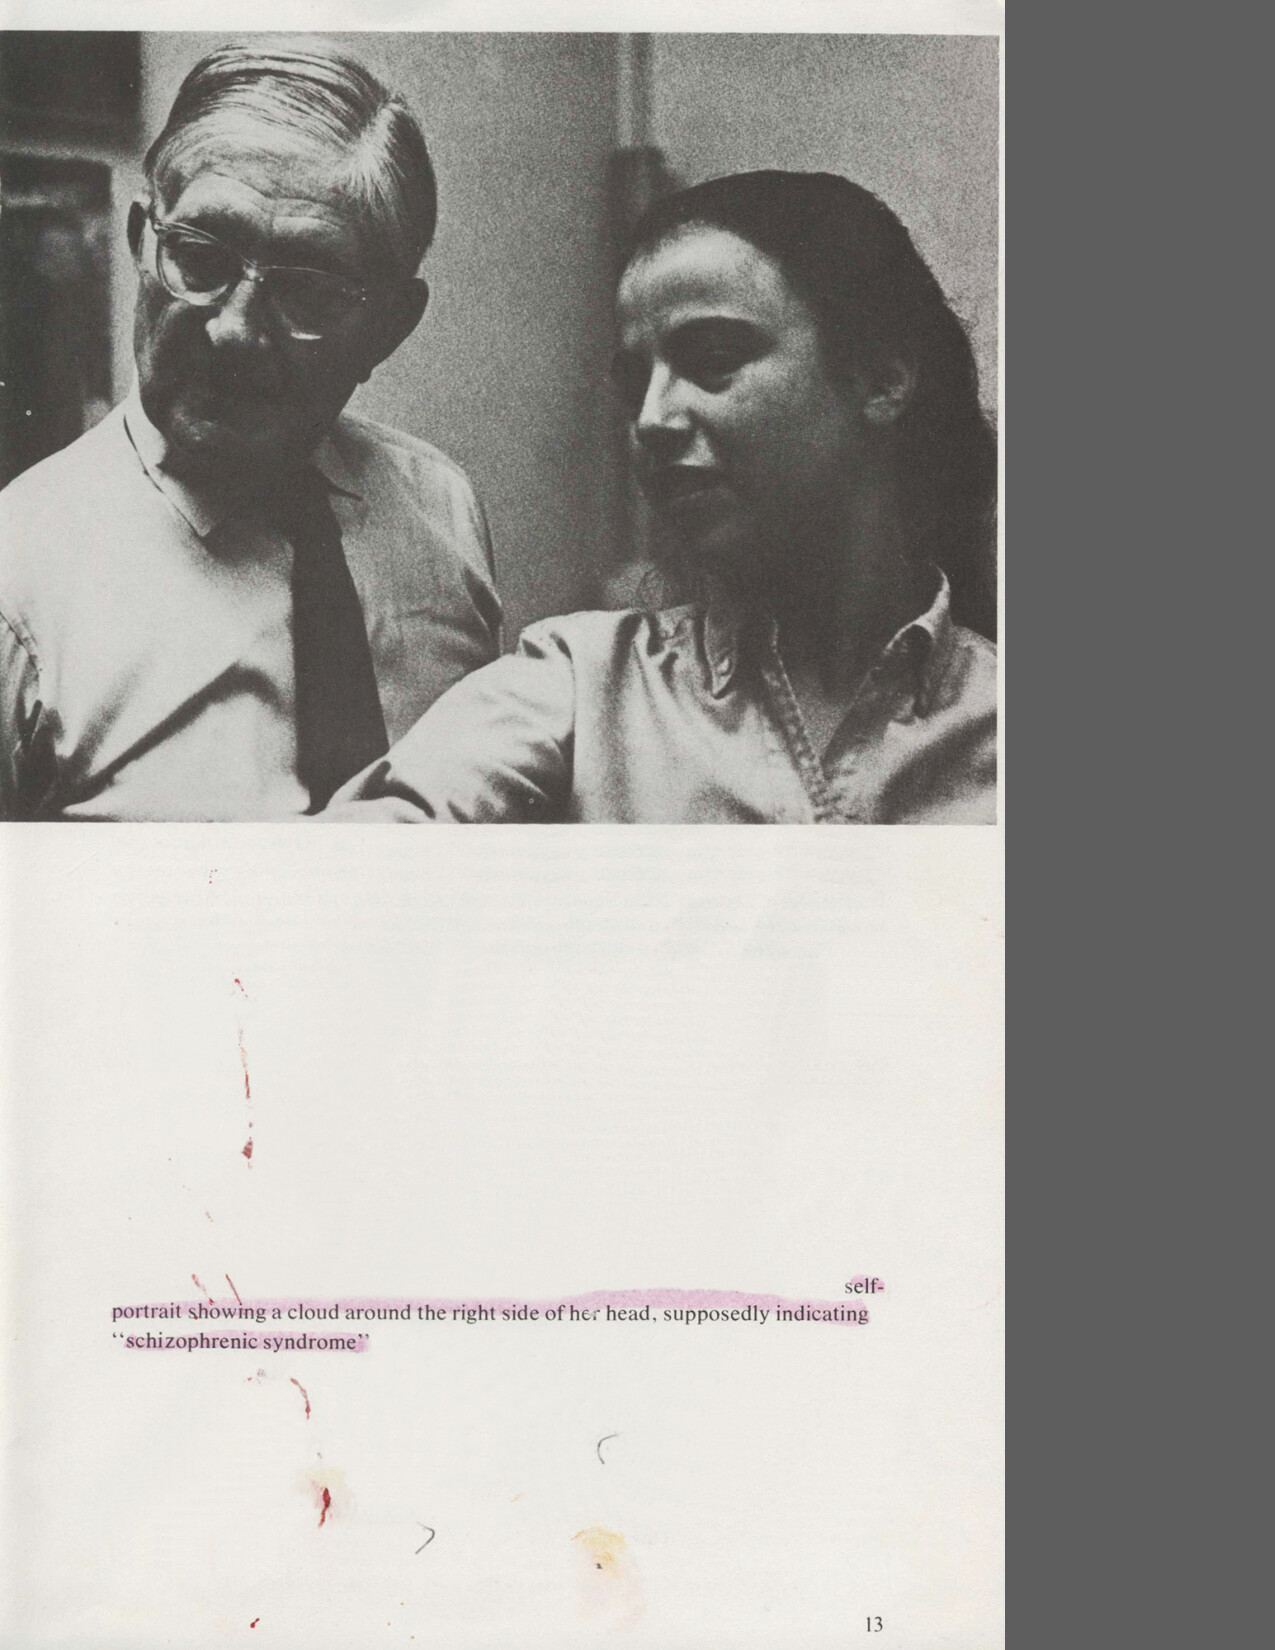 self-
portrait showing a cloud around the right side of her head, supposedly indicating
“schizophrenic syndrome”
13